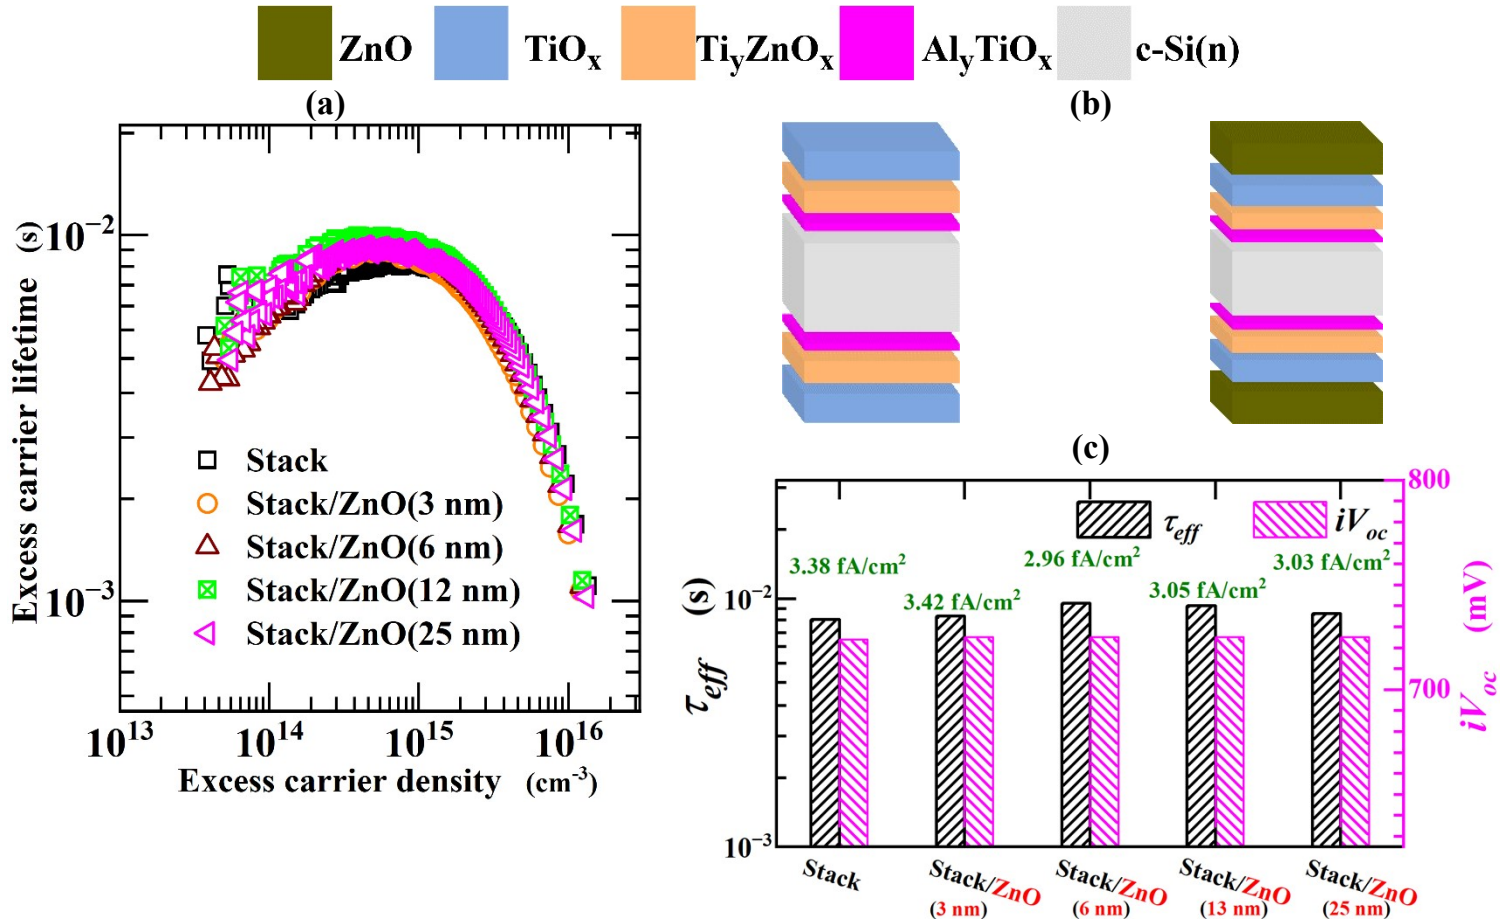 ZnO TiOₓ TiᵧZnOₓ AlᵧTiOₓ c-Si(n)
(a)
(b)
Excess carrier lifetime (s)
10⁻²
10⁻³
Stack
Stack/ZnO(3 nm)
Stack/ZnO(6 nm)
Stack/ZnO(12 nm)
Stack/ZnO(25 nm)
10¹³ 10¹⁴ 10¹⁵ 10¹⁶
Excess carrier density (cm⁻³)
(c)
τeff (s)
10⁻²
10⁻³
τeff iVoc
3.38 fA/cm²
3.42 fA/cm²
2.96 fA/cm²
3.05 fA/cm²
3.03 fA/cm²
800
700
iVoc (mV)
Stack
Stack/ZnO
(3 nm)
Stack/ZnO
(6 nm)
Stack/ZnO
(13 nm)
Stack/ZnO
(25 nm)